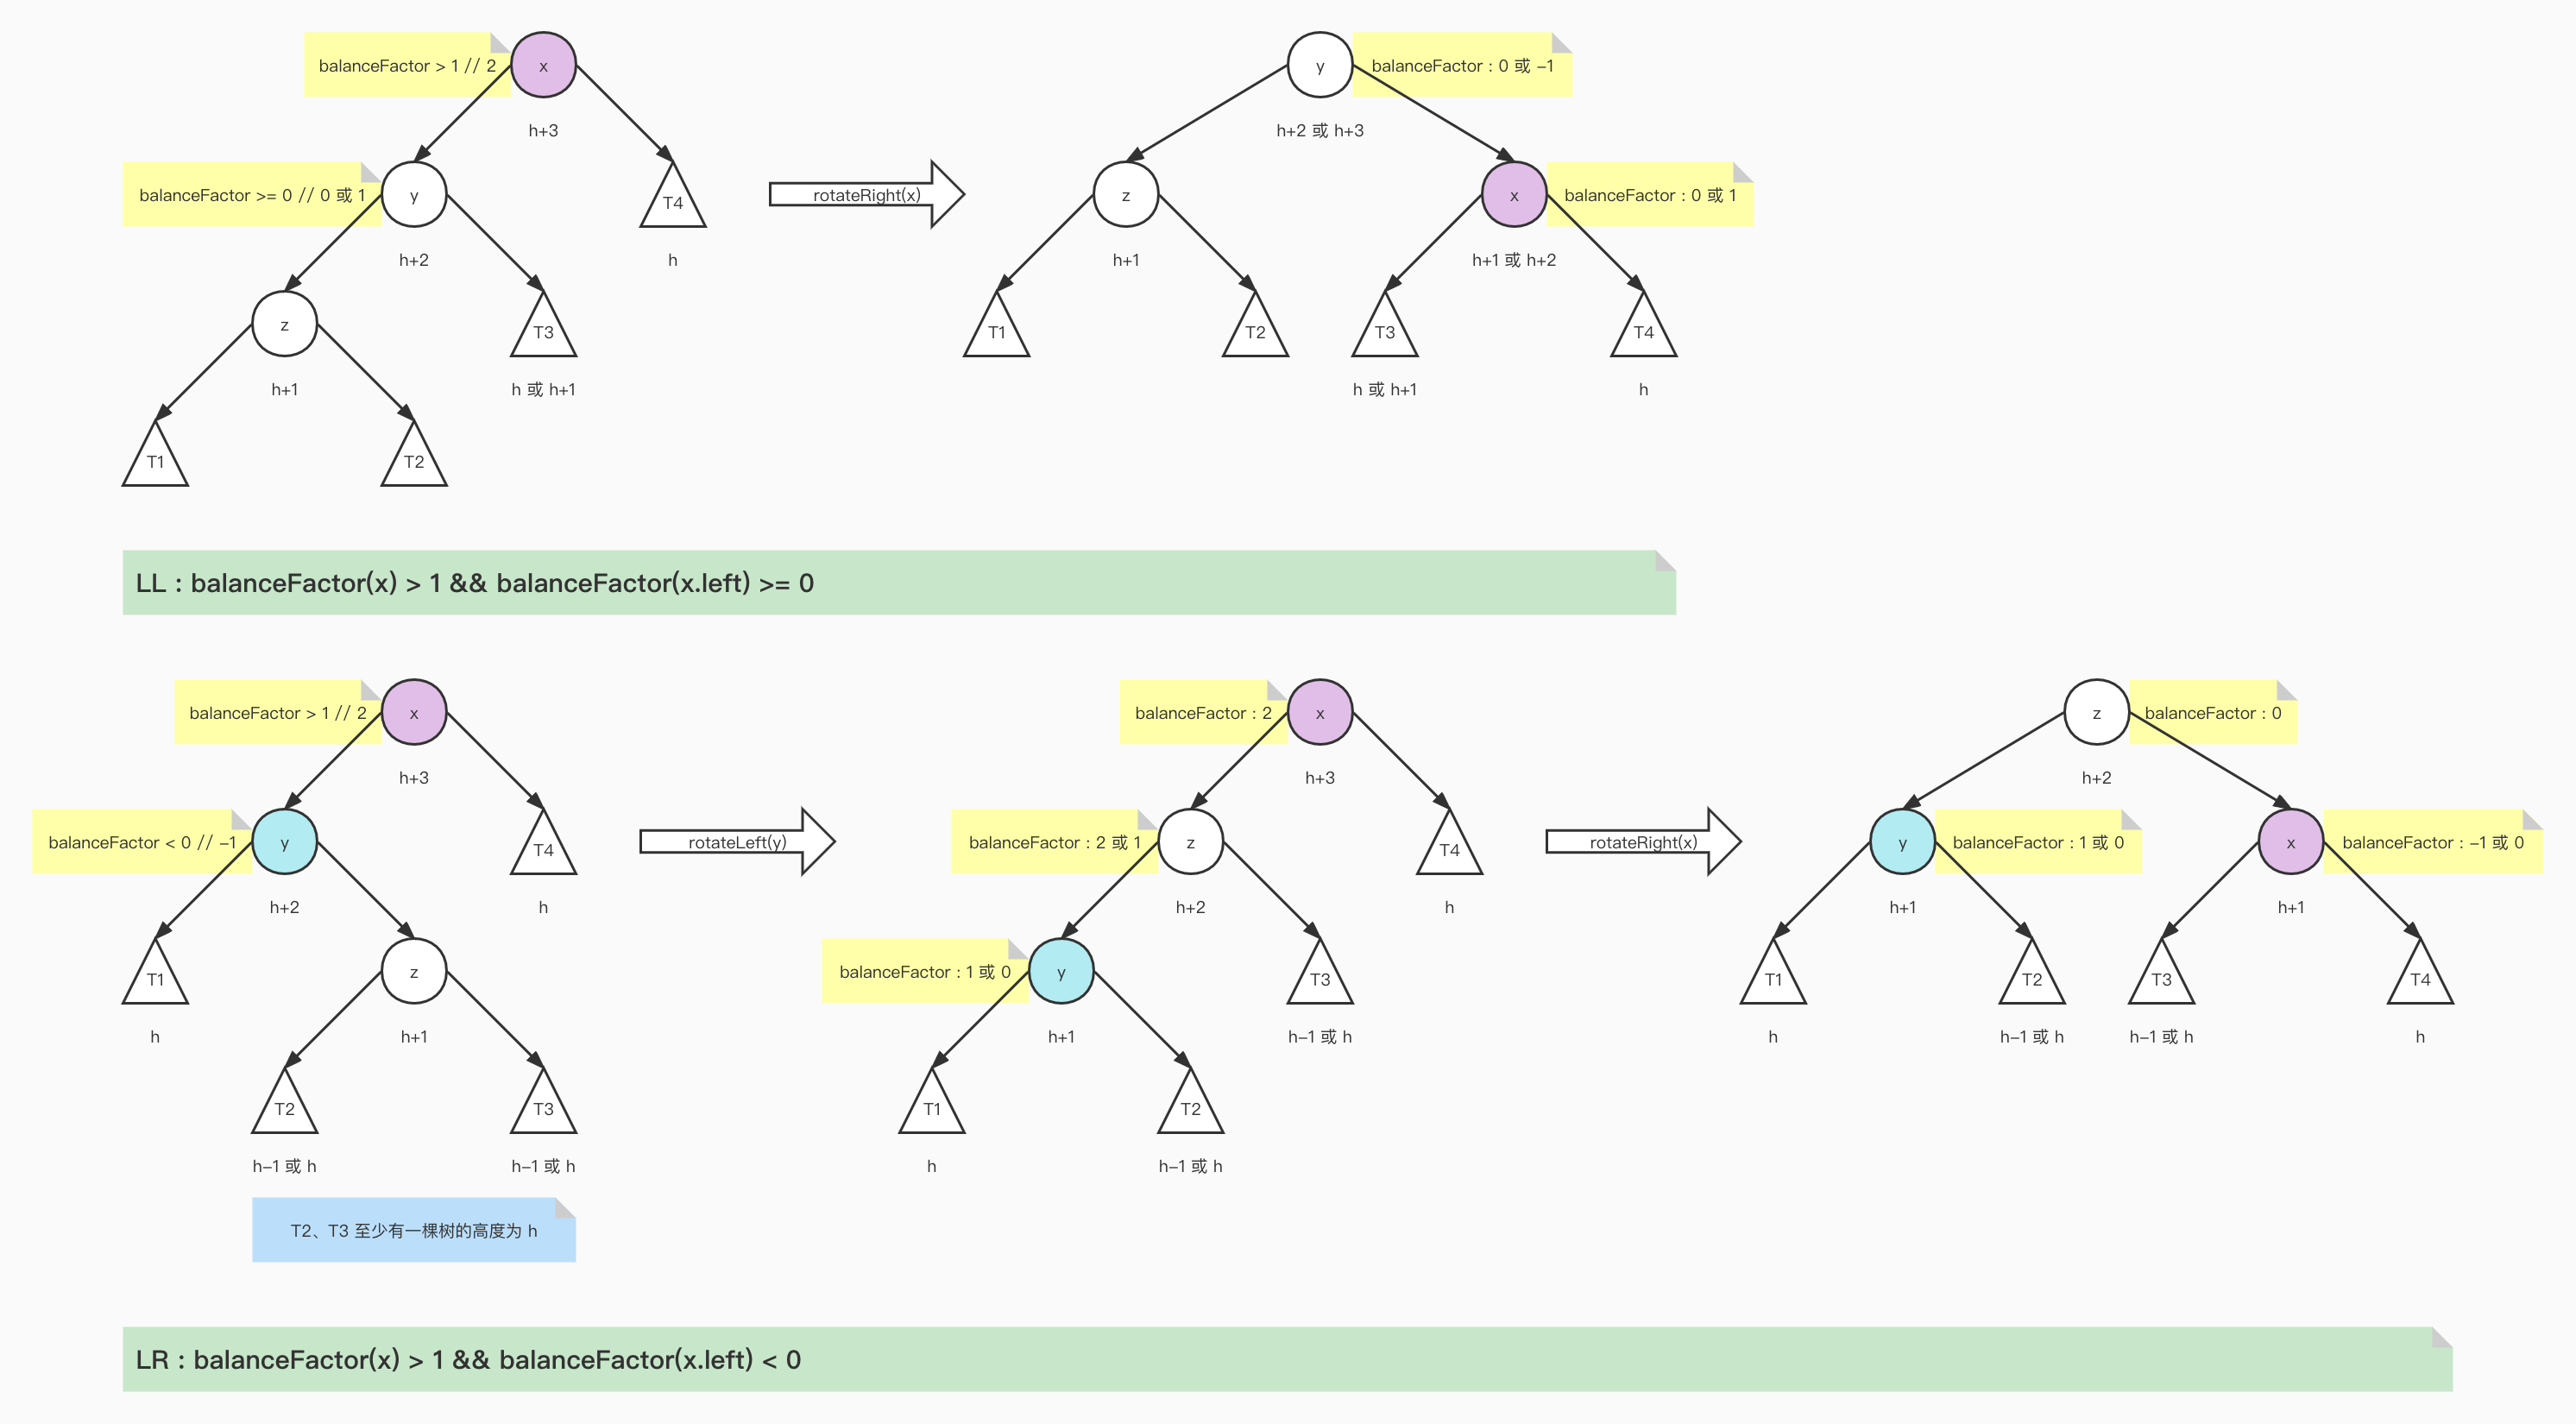 balanceFactor > 1 // 2
x
y
balanceFactor : 0 或 -1
h+3
h+2 或 h+3
balanceFactor >= 0 // 0 或 1
y
T4
rotateRight(x)
z
x
balanceFactor : 0 或 1
h+2
h
h+1
h+1 或 h+2
z
T3
T1
T2
T3
T4
h+1
h 或 h+1
h 或 h+1
h
T1
T2
LL : balanceFactor(x) > 1 && balanceFactor(x.left) >= 0
balanceFactor > 1 // 2
x
balanceFactor : 2
x
z
balanceFactor : 0
h+3
h+3
h+2
balanceFactor < 0 // -1
y
T4
rotateLeft(y)
balanceFactor : 2 或 1
z
T4
rotateRight(x)
y
balanceFactor : 1 或 0
x
balanceFactor : -1 或 0
h+2
h
h+2
h
h+1
h+1
T1
z
balanceFactor : 1 或 0
y
T3
T1
T2
T3
T4
h
h+1
h+1
h-1 或 h
h
h-1 或 h
h-1 或 h
h
T2
T3
T1
T2
h-1 或 h
h-1 或 h
h
h-1 或 h
T2、T3 至少有一棵树的高度为 h
LR : balanceFactor(x) > 1 && balanceFactor(x.left) < 0